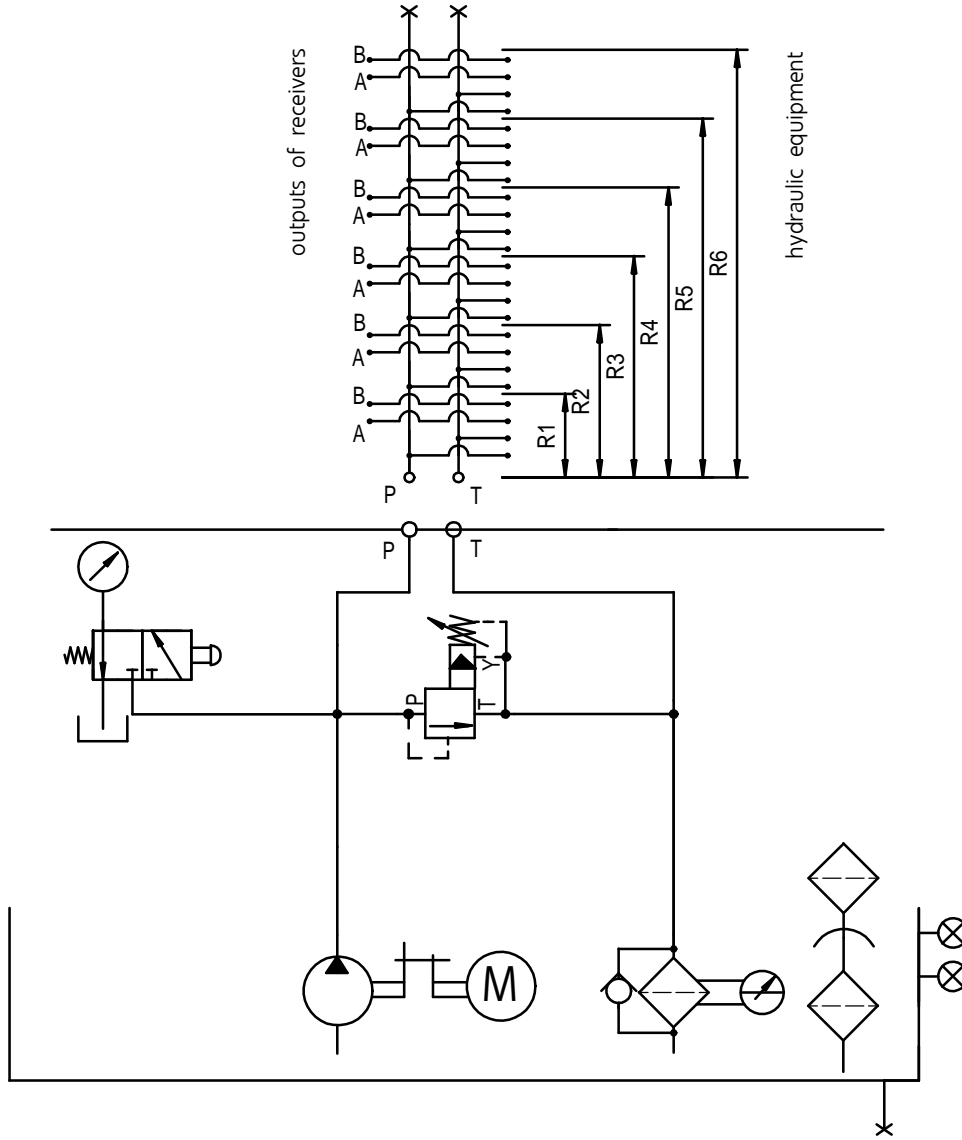 outputs of receivers
hydraulic equipment
B
A
B
A
B
A
B
A
B
A
B
A
R1
R2
R3
R4
R5
R6
P
T
P
T
P
T
Y
M